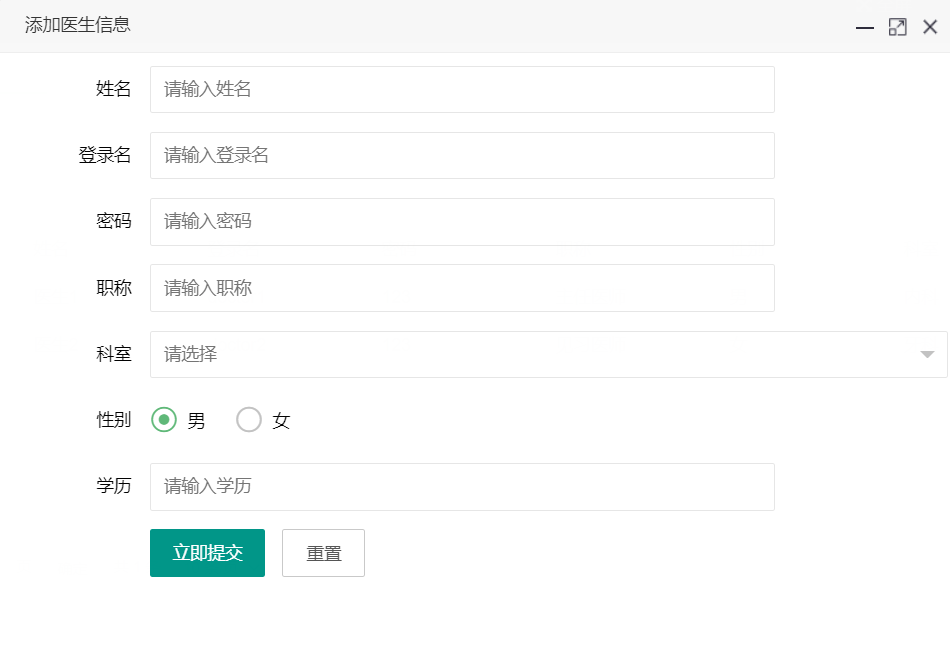 添加医生信息
姓名 请输入姓名
登录名 请输入登录名
密码 请输入密码
职称 请输入职称
科室 请选择
性别 男 女
学历 请输入学历
立即提交 重置